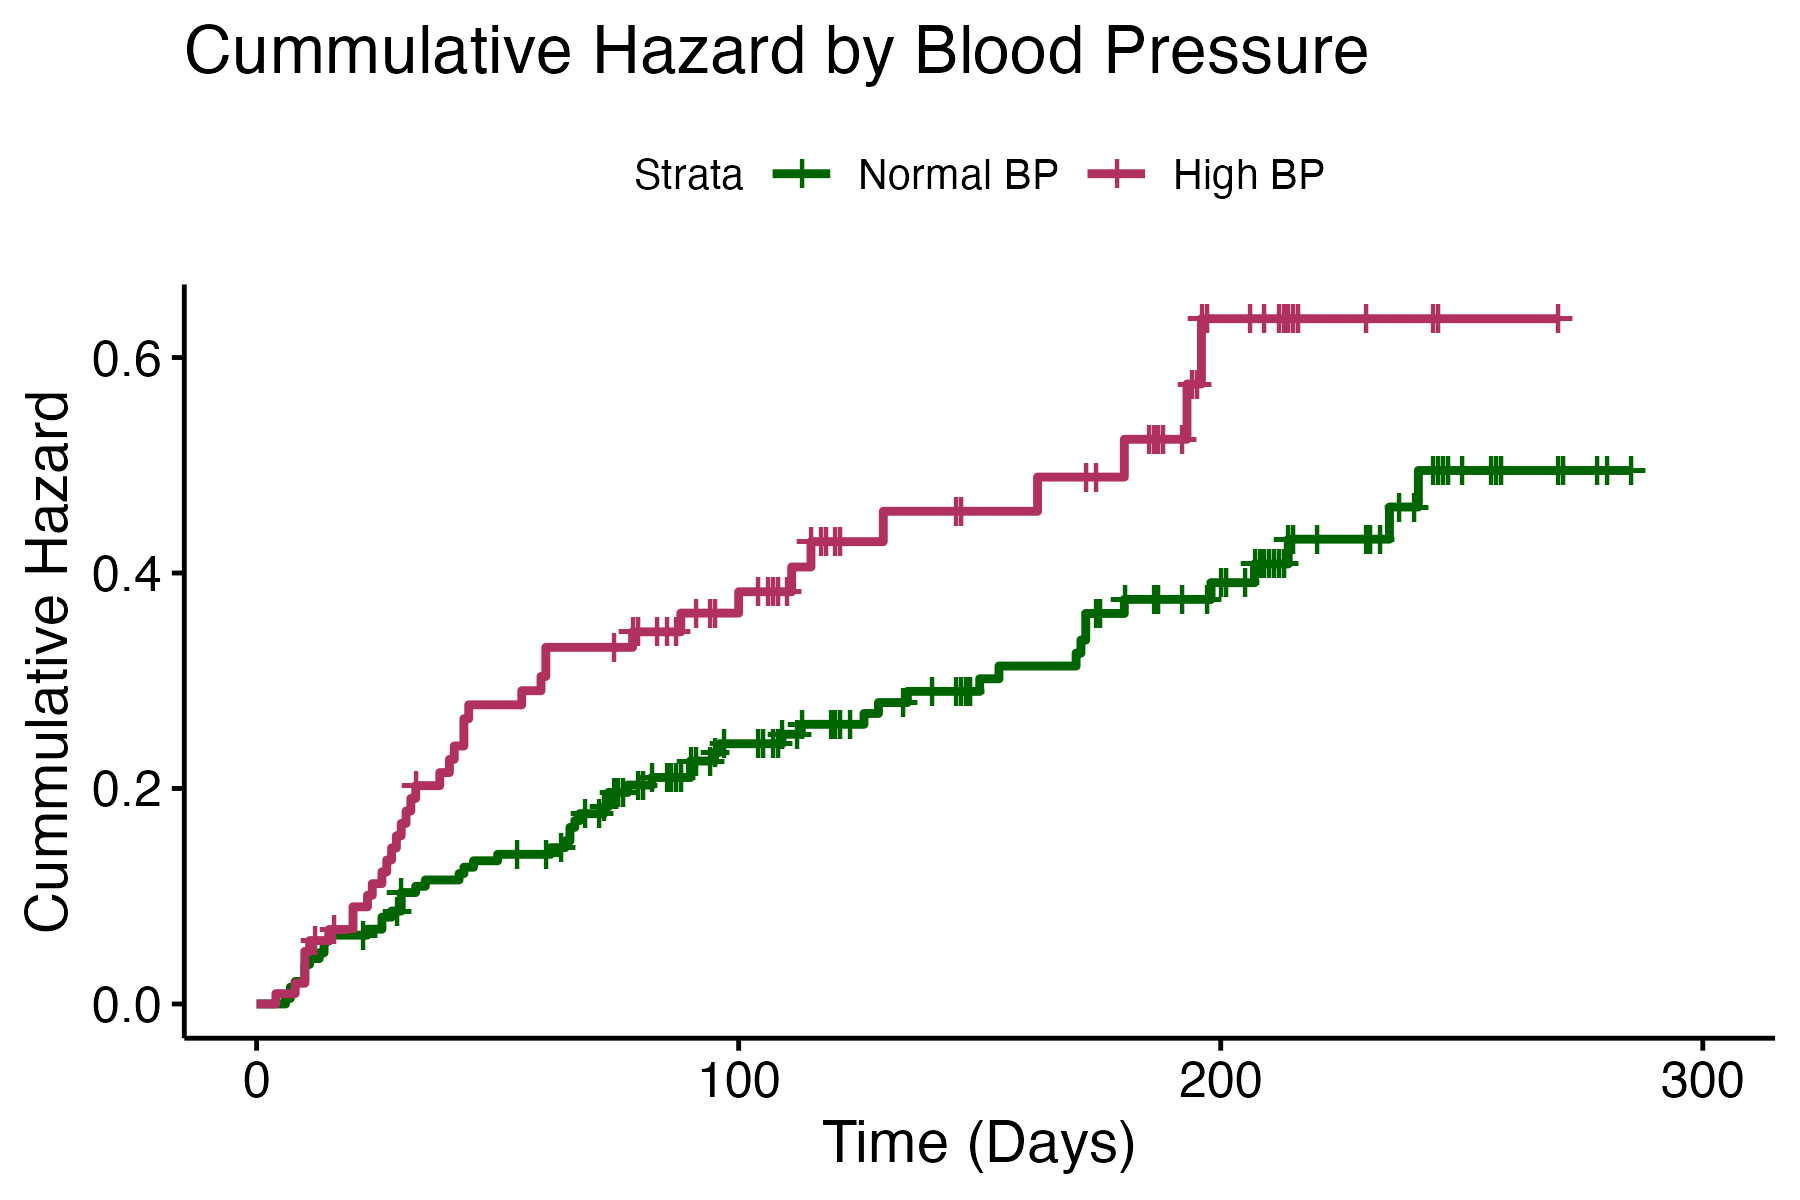 Cummulative Hazard by Blood Pressure
Strata Normal BP High BP
Cummulative Hazard
0.6
0.4
0.2
0.0
0 100 200 300
Time (Days)